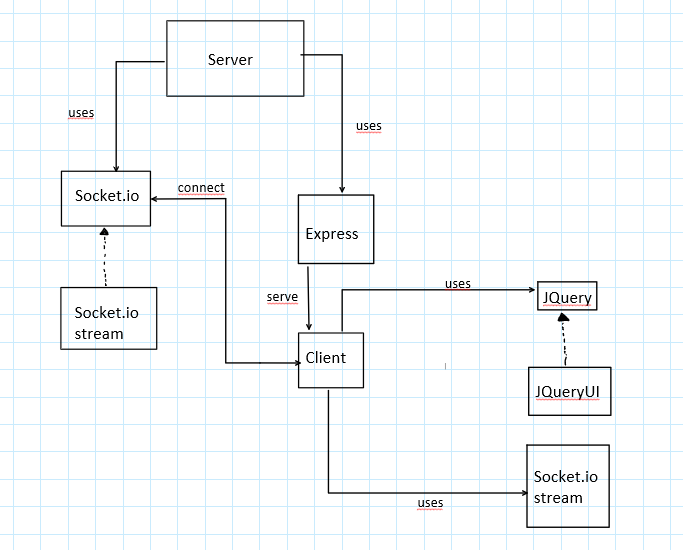 Server
uses
uses
Socket.io
connect
Express
serve
uses
JQuery
Socket.io
stream
Client
JQueryUI
Socket.io
stream
uses